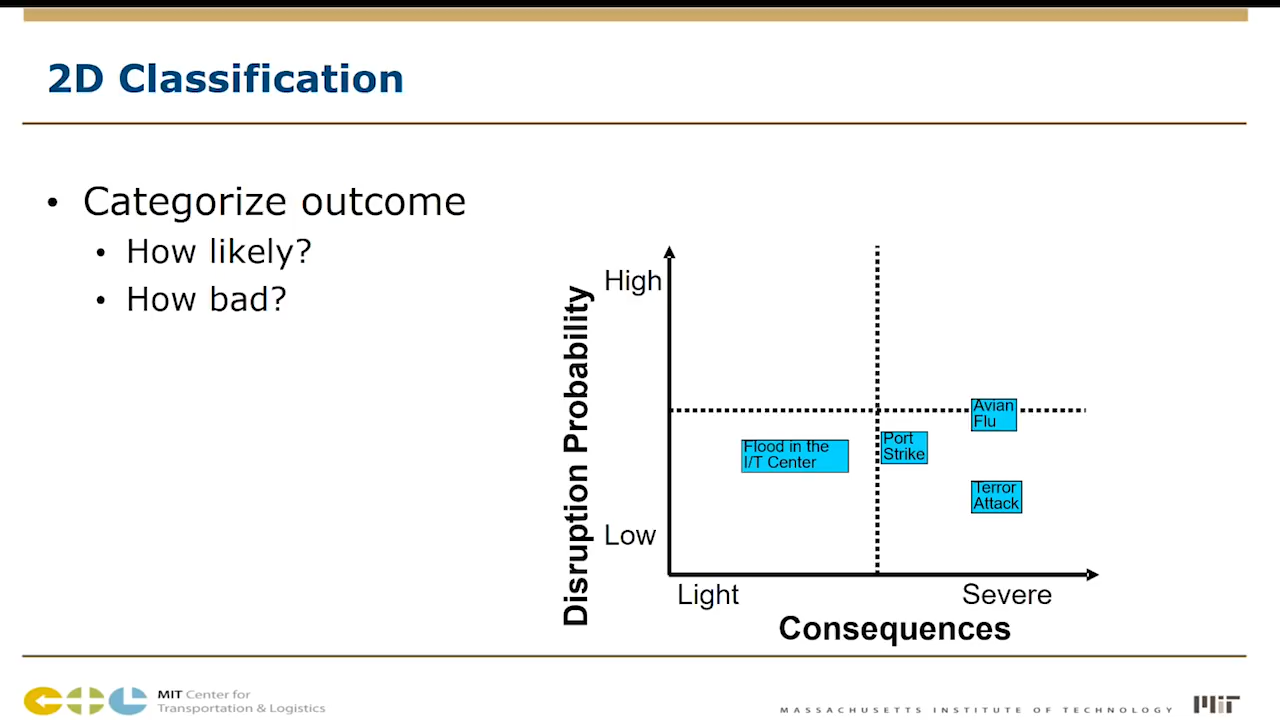 2D Classification
• Categorize outcome
• How likely?
• How bad?
High
Disruption Probability
Avian
Flu
Port
Strike
Flood in the
I/T Center
Terror
Attack
Low
Light
Severe
Consequences
MIT Center for
Transportation & Logistics
MASSACHUSETTS INSTITUTE OF TECHNOLOGY
MIT